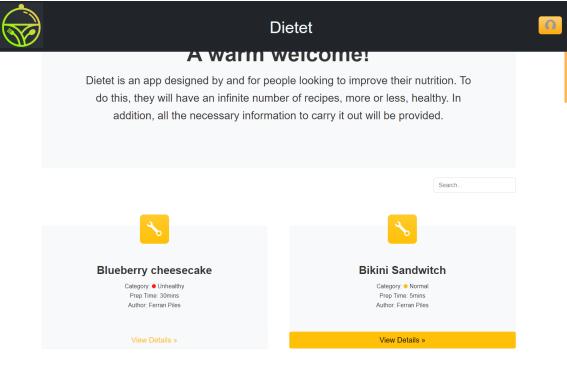 Dietet
A warm welcome!
Dietet is an app designed by and for people looking to improve their nutrition. To
do this, they will have an infinite number of recipes, more or less, healthy. In
addition, all the necessary information to carry it out will be provided.
Search..
Blueberry cheesecake
Category: Unhealthy
Prep Time: 30mins
Author: Ferran Piles
View Details »
Bikini Sandwitch
Category: Normal
Prep Time: 5mins
Author: Ferran Piles
View Details »